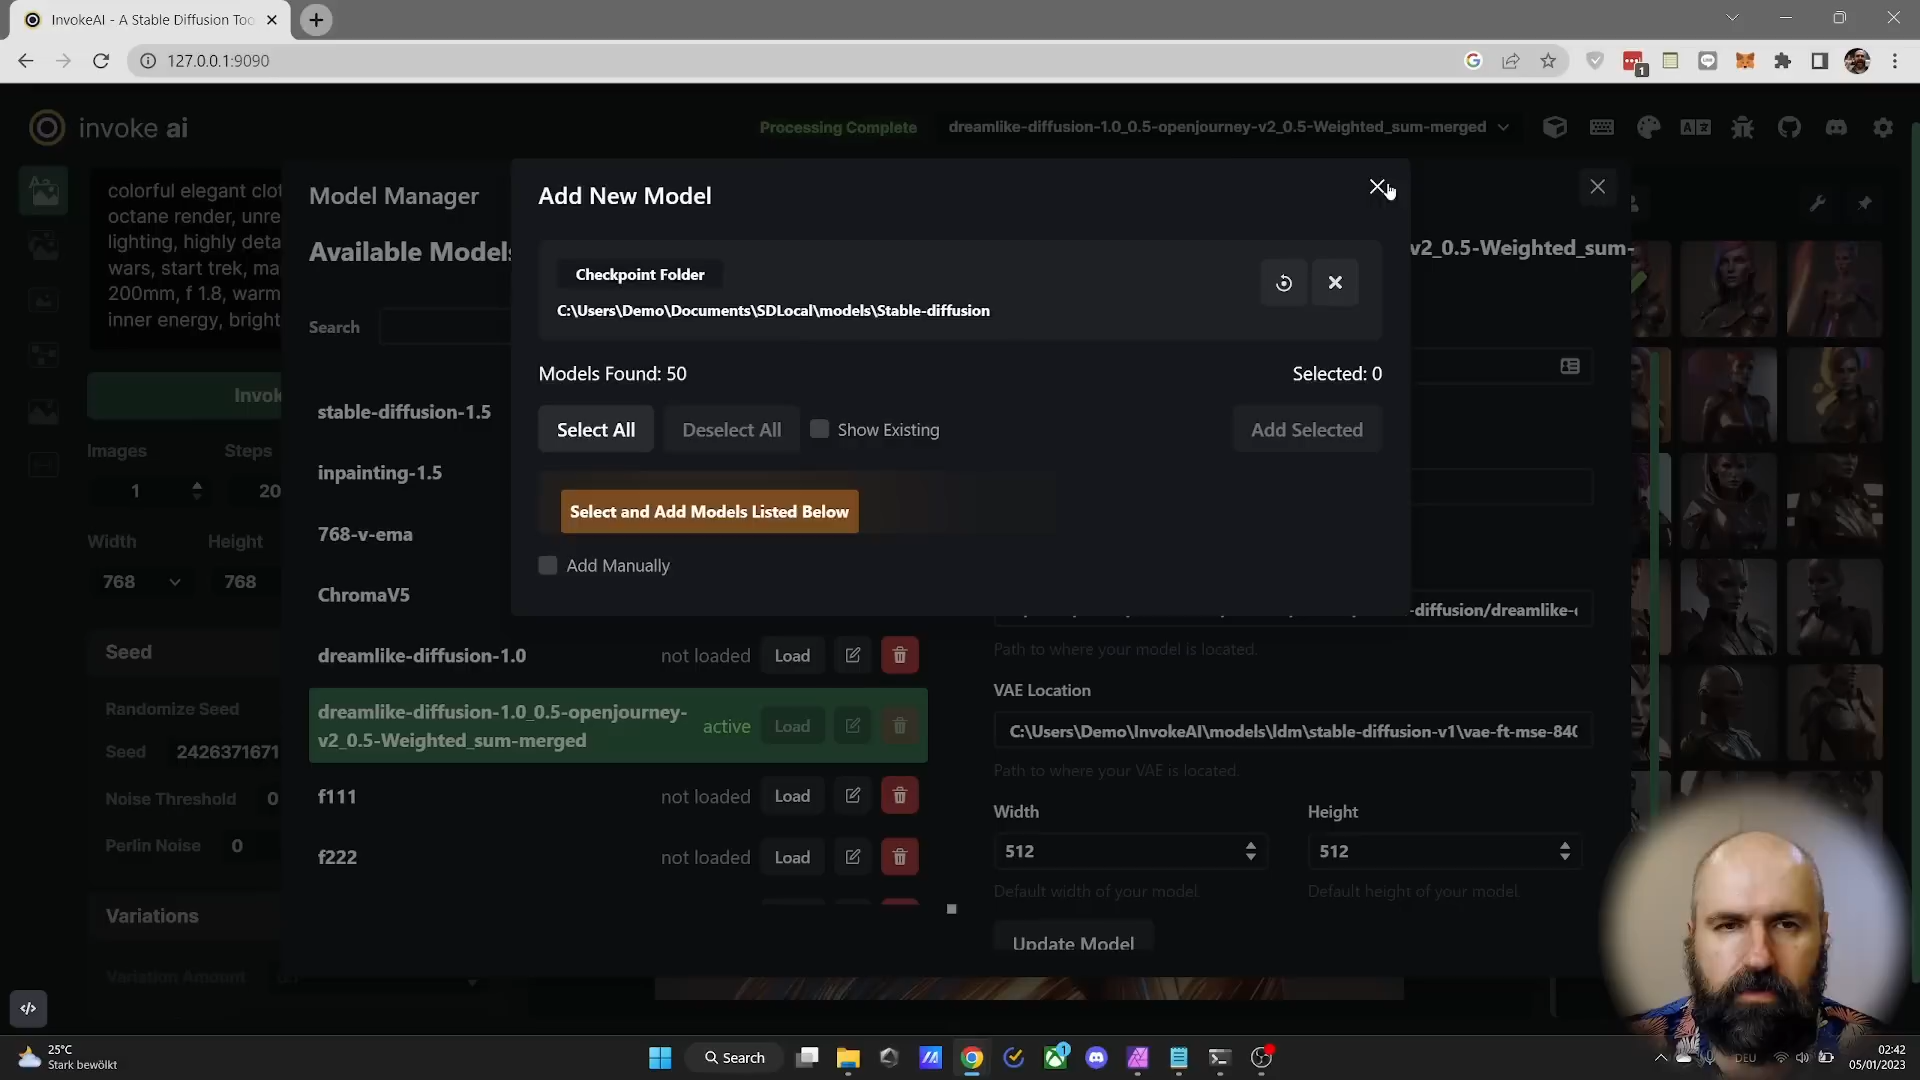 InvokeAI - A Stable Diffusion Too
127.0.0.1:9090
1
invoke ai
Processing Complete
dreamlike-diffusion-1.0_0.5-openjourney-v2_0.5-Weighted_sum-merged
colorful elegant clot
octane render, unre
lighting, highly deta
wars, start trek, ma
200mm, f 1.8, warm
inner energy, bright
Model Manager
Available Models
Search
Add New Model
Checkpoint Folder
C:\Users\Demo\Documents\SDLocal\models\Stable-diffusion
Models Found: 50
Selected: 0
Select All
Deselect All
Show Existing
Add Selected
Select and Add Models Listed Below
Add Manually
v2_0.5-Weighted_sum-
Invok
Images
Steps
1
20
Width
Height
768
768
Seed
Randomize Seed
Seed
2426371671
Noise Threshold
0
Perlin Noise
0
Variations
Variation Amount
stable-diffusion-1.5
inpainting-1.5
768-v-ema
ChromaV5
dreamlike-diffusion-1.0
not loaded
Load
dreamlike-diffusion-1.0_0.5-openjourney-
v2_0.5-Weighted_sum-merged
active
Load
f111
not loaded
Load
f222
not loaded
Load
-diffusion/dreamlike-
Path to where your model is located.
VAE Location
C:\Users\Demo\InvokeAI\models\ldm\stable-diffusion-v1\vae-ft-mse-840
Path to where your VAE is located.
Width
Height
512
512
Default width of your model.
Default height of your model.
Update Model
25°C
Stark bewölkt
Search
1
DEU
02:42
05/01/2023